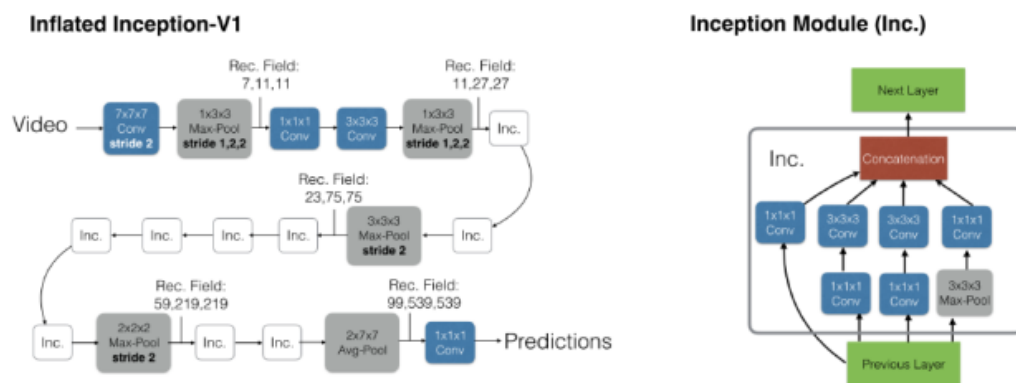 Inflated Inception-V1
Rec. Field:
7,11,11
Rec. Field:
11,27,27
Video
7x7x7
Conv
stride 2
1x3x3
Max-Pool
stride 1,2,2
1x1x1
Conv
3x3x3
Conv
1x3x3
Max-Pool
stride 1,2,2
Inc.
Rec. Field:
23,75,75
Inc.
Inc.
Inc.
Inc.
3x3x3
Max-Pool
stride 2
Inc.
Rec. Field:
59,219,219
Rec. Field:
99,539,539
Inc.
2x2x2
Max-Pool
stride 2
Inc.
Inc.
2x7x7
Avg-Pool
1x1x1
Conv
Predictions
Inception Module (Inc.)
Next Layer
Inc.
Concatenation
1x1x1
Conv
3x3x3
Conv
3x3x3
Conv
1x1x1
Conv
1x1x1
Conv
1x1x1
Conv
3x3x3
Max-Pool
Previous Layer